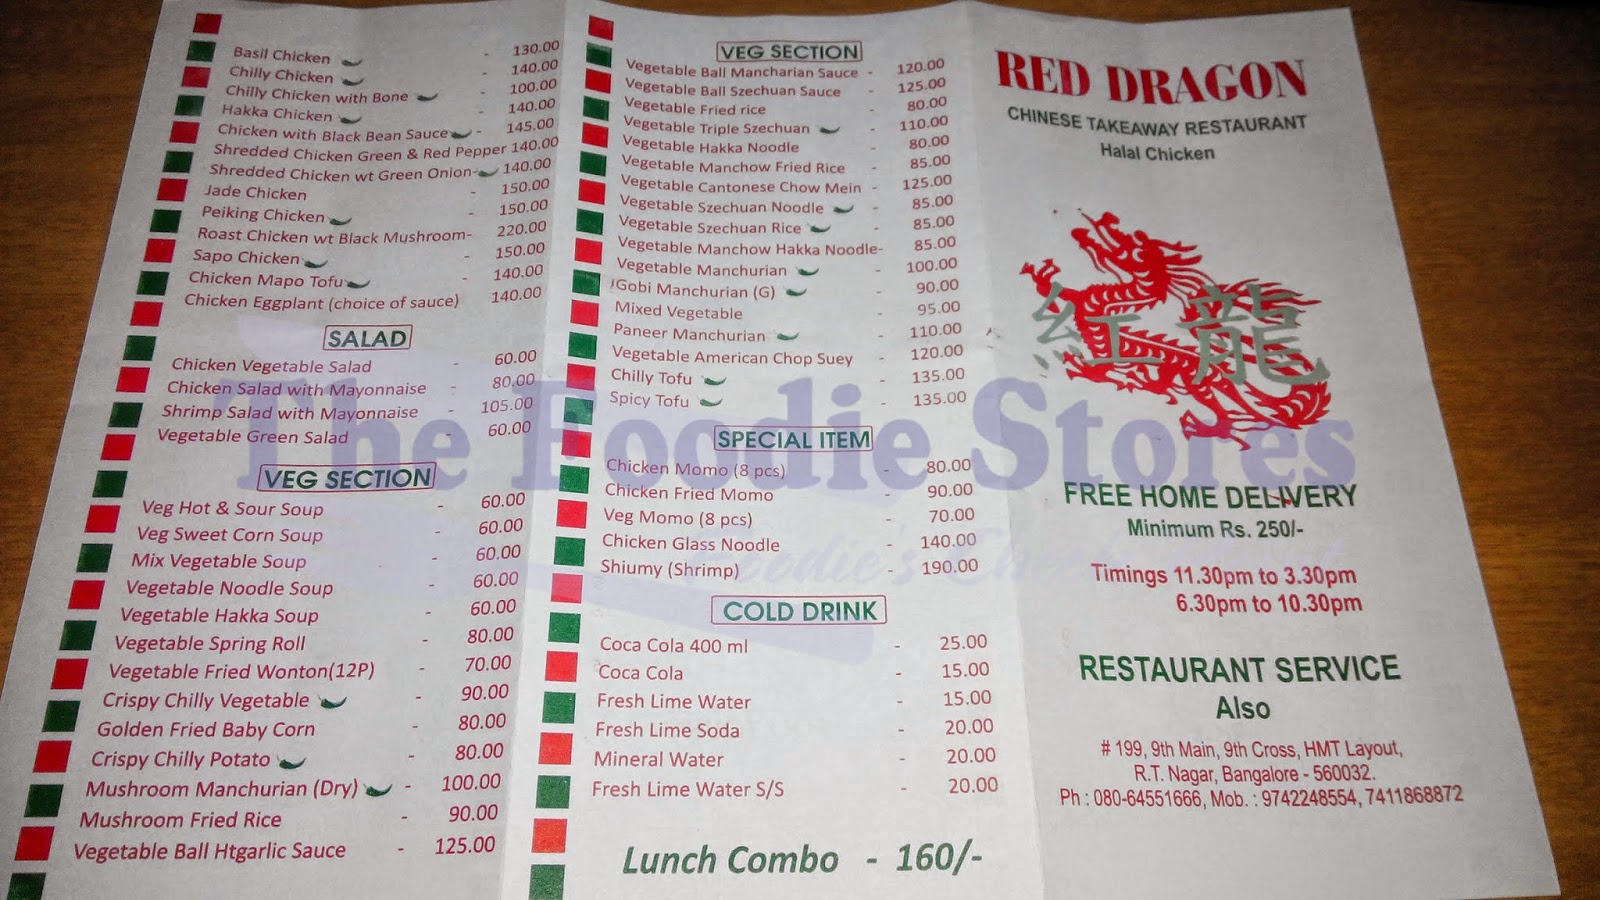 Basil Chicken - 130.00
Chilly Chicken - 140.00
Chilly Chicken with Bone - 100.00
Hakka Chicken - 140.00
Chicken with Black Bean Sauce - 145.00
Shredded Chicken Green & Red Pepper 140.00
Shredded Chicken wt Green Onion- 140.00
Jade Chicken - 150.00
Peiking Chicken - 150.00
Roast Chicken wt Black Mushroom- 220.00
Sapo Chicken - 150.00
Chicken Mapo Tofu - 140.00
Chicken Eggplant (choice of sauce) 140.00
SALAD
Chicken Vegetable Salad - 60.00
Chicken Salad with Mayonnaise - 80.00
Shrimp Salad with Mayonnaise - 105.00
Vegetable Green Salad - 60.00
VEG SECTION
Veg Hot & Sour Soup - 60.00
Veg Sweet Corn Soup - 60.00
Mix Vegetable Soup - 60.00
Vegetable Noodle Soup - 60.00
Vegetable Hakka Soup - 60.00
Vegetable Spring Roll - 80.00
Vegetable Fried Wonton(12P) - 70.00
Crispy Chilly Vegetable - 90.00
Golden Fried Baby Corn - 80.00
Crispy Chilly Potato - 80.00
Mushroom Manchurian (Dry) - 100.00
Mushroom Fried Rice - 90.00
Vegetable Ball Htgarlic Sauce - 125.00
VEG SECTION
Vegetable Ball Mancharian Sauce - 120.00
Vegetable Ball Szechuan Sauce - 125.00
Vegetable Fried rice - 80.00
Vegetable Triple Szechuan - 110.00
Vegetable Hakka Noodle - 80.00
Vegetable Manchow Fried Rice - 85.00
Vegetable Cantonese Chow Mein - 125.00
Vegetable Szechuan Noodle - 85.00
Vegetable Szechuan Rice - 85.00
Vegetable Manchow Hakka Noodle- 85.00
Vegetable Manchurian - 100.00
Gobi Manchurian (G) - 90.00
Mixed Vegetable - 95.00
Paneer Manchurian - 110.00
Vegetable American Chop Suey - 120.00
Chilly Tofu - 135.00
Spicy Tofu - 135.00
SPECIAL ITEM
Chicken Momo (8 pcs) - 80.00
Chicken Fried Momo - 90.00
Veg Momo (8 pcs) - 70.00
Chicken Glass Noodle - 140.00
Shiumy (Shrimp) - 190.00
COLD DRINK
Coca Cola 400 ml - 25.00
Coca Cola - 15.00
Fresh Lime Water - 15.00
Fresh Lime Soda - 20.00
Mineral Water - 20.00
Fresh Lime Water S/S - 20.00
Lunch Combo - 160/-
RED DRAGON
CHINESE TAKEAWAY RESTAURANT
Halal Chicken
红龍
FREE HOME DELIVERY
Minimum Rs. 250/-
Timings 11.30pm to 3.30pm
6.30pm to 10.30pm
RESTAURANT SERVICE
Also
# 199, 9th Main, 9th Cross, HMT Layout,
R.T. Nagar, Bangalore - 560032.
Ph : 080-64551666, Mob. : 9742248554, 7411868872
The Foodie Stores
Foodie's